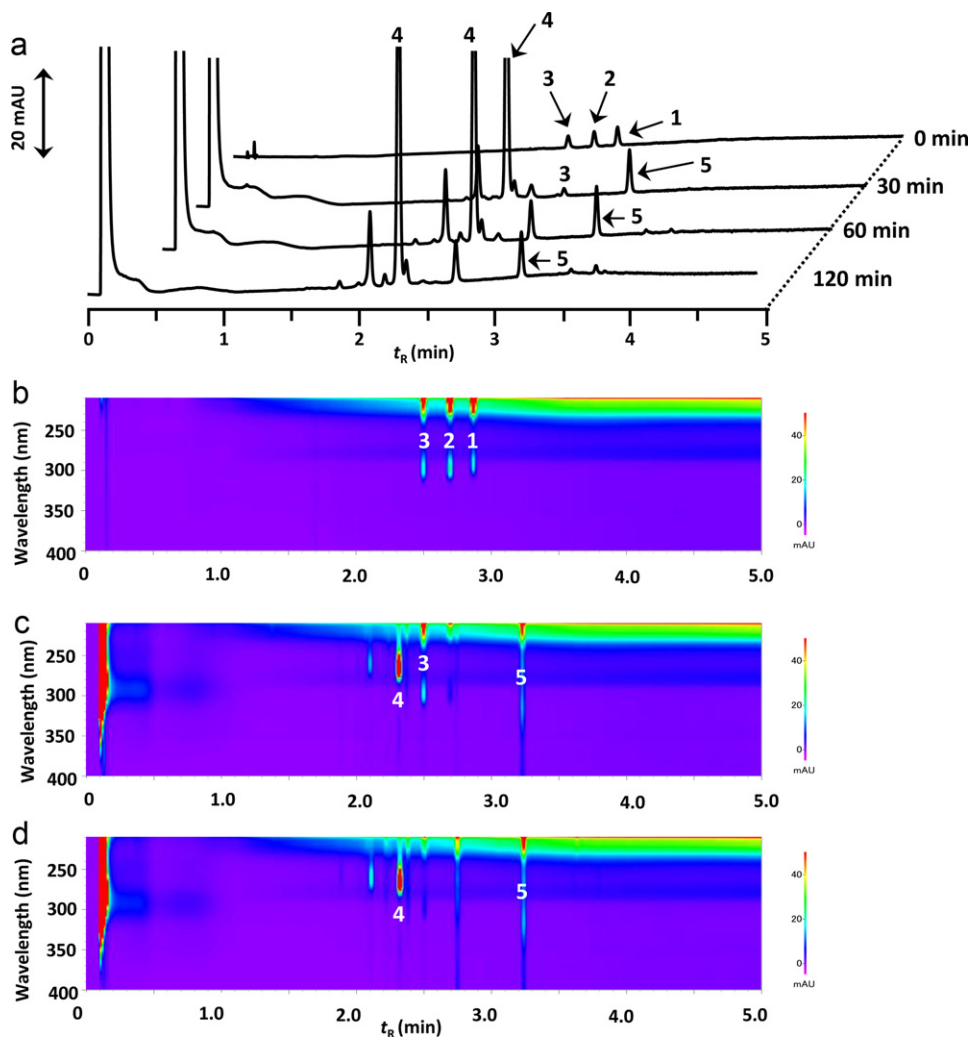 a
20 mAU
4 4 4
3 2 1
0 min
3 5
30 min
5
60 min
5
120 min
0 1 2 3 4 5
tR (min)
b
Wavelength (nm)
250
300
350
400
3 2 1
0 1.0 2.0 3.0 4.0 5.0
40
20
0
mAU
c
Wavelength (nm)
250
300
350
400
3
4 5
0 1.0 2.0 3.0 4.0 5.0
40
20
0
mAU
d
Wavelength (nm)
250
300
350
400
5
4
0 1.0 2.0 3.0 4.0 5.0
tR (min)
40
20
0
mAU